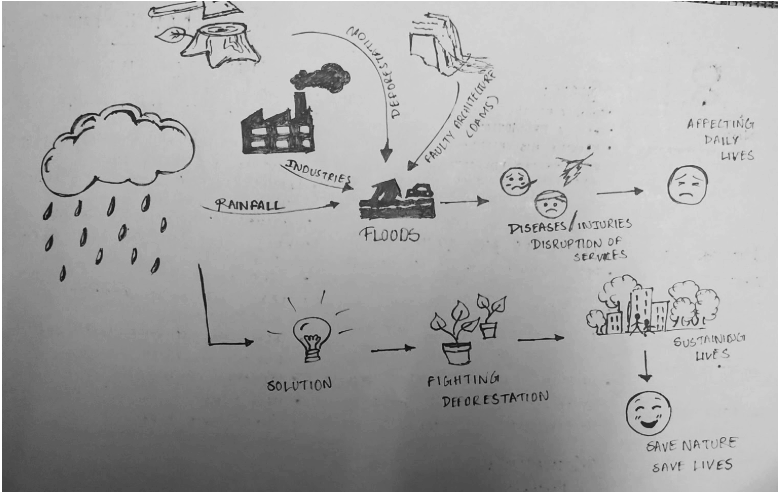 DEFORESTATION
FAULTY ARCHITECTURE
(DAMS)
INDUSTRIES
RAINFALL
FLOODS
DISEASES/INJURIES
DISRUPTION OF
SERVICES
AFFECTING
DAILY
LIVES
SOLUTION
FIGHTING
DEFORESTATION
SUSTAINING
LIVES
SAVE NATURE
SAVE LIVES